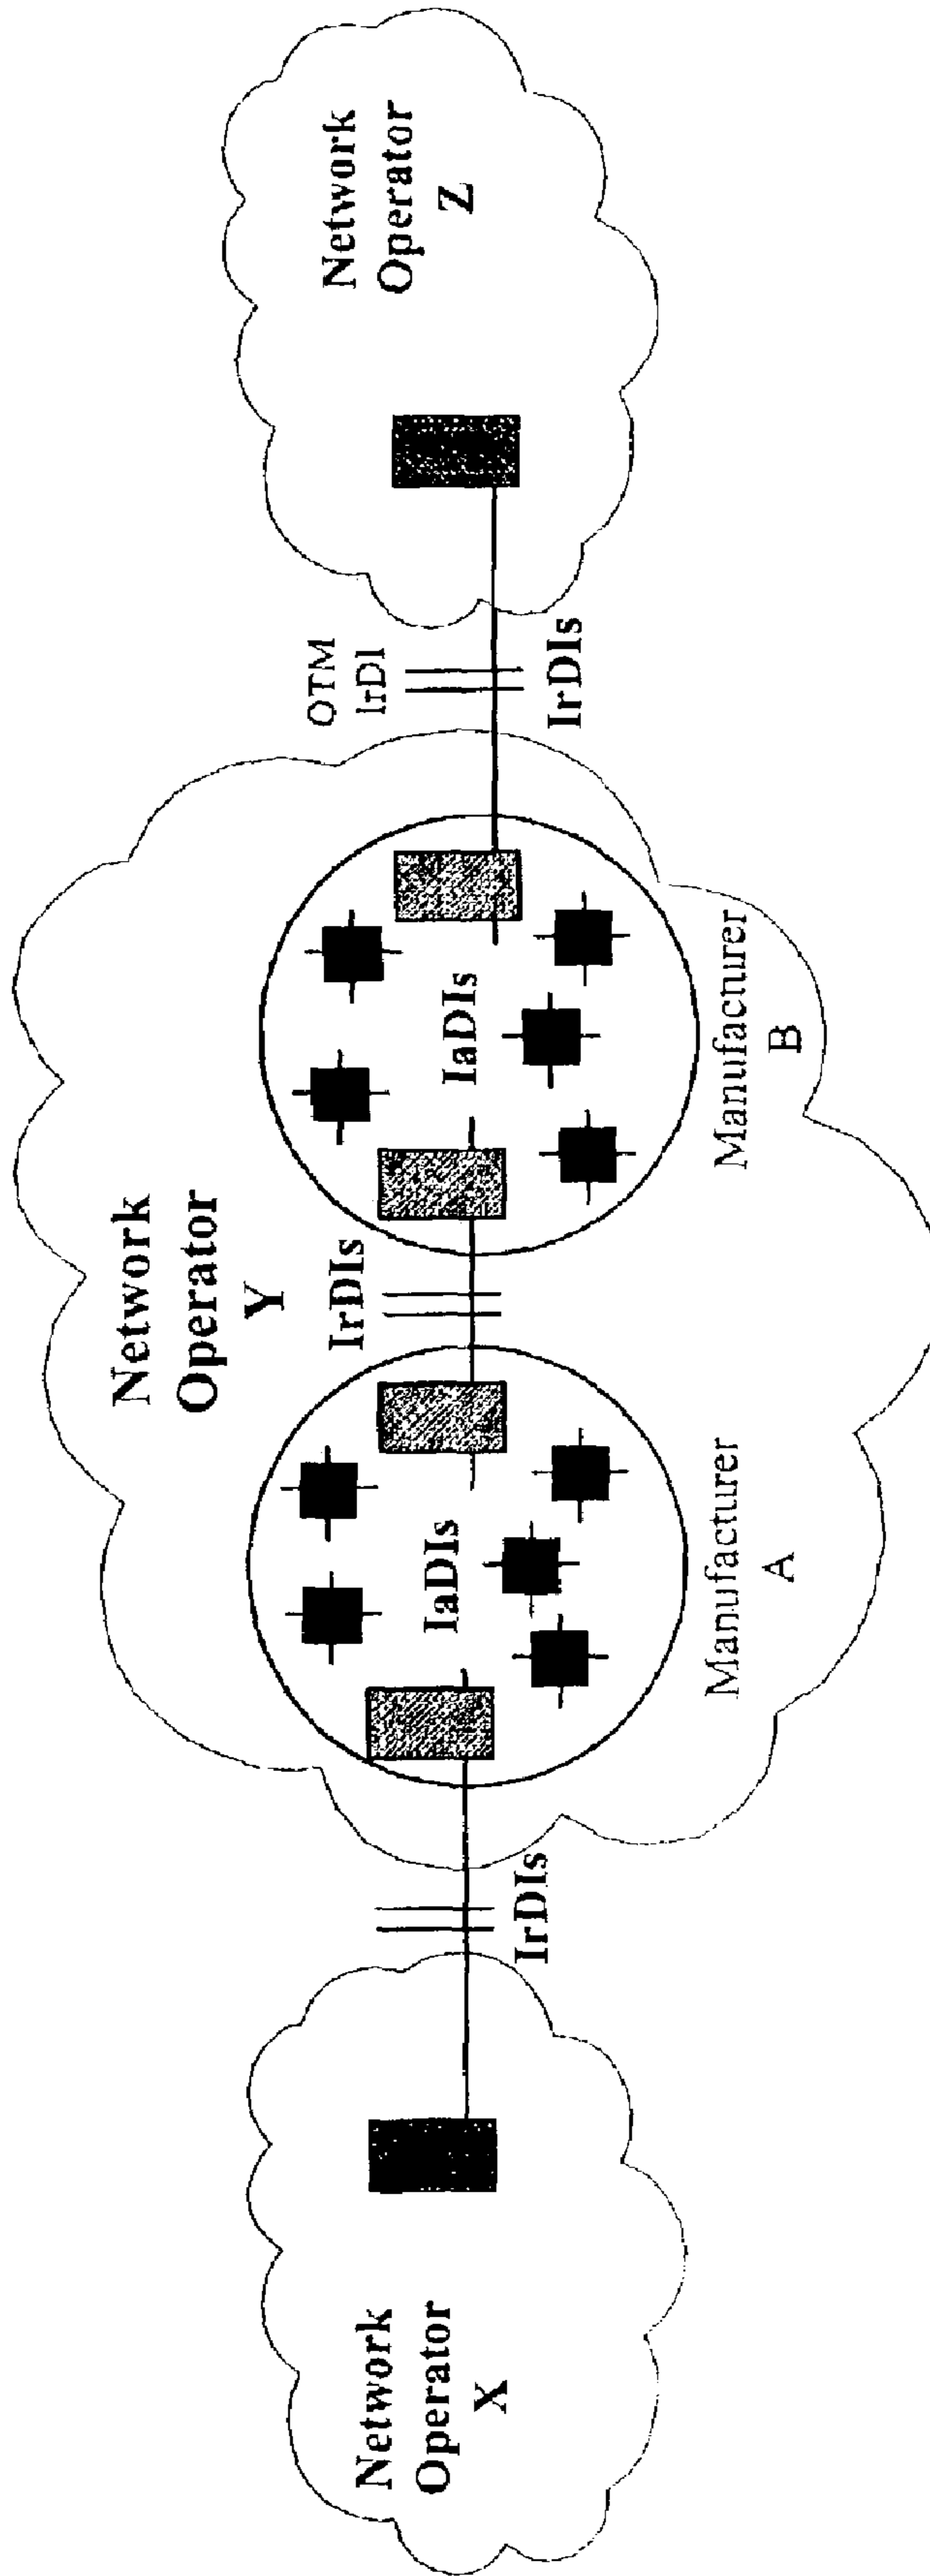 Network
Operator
X
IrDIs
Network
Operator
Y
IaDIs
Manufacturer
A
IrDIs
IaDIs
Manufacturer
B
OTM
IrDI
IrDIs
Network
Operator
Z